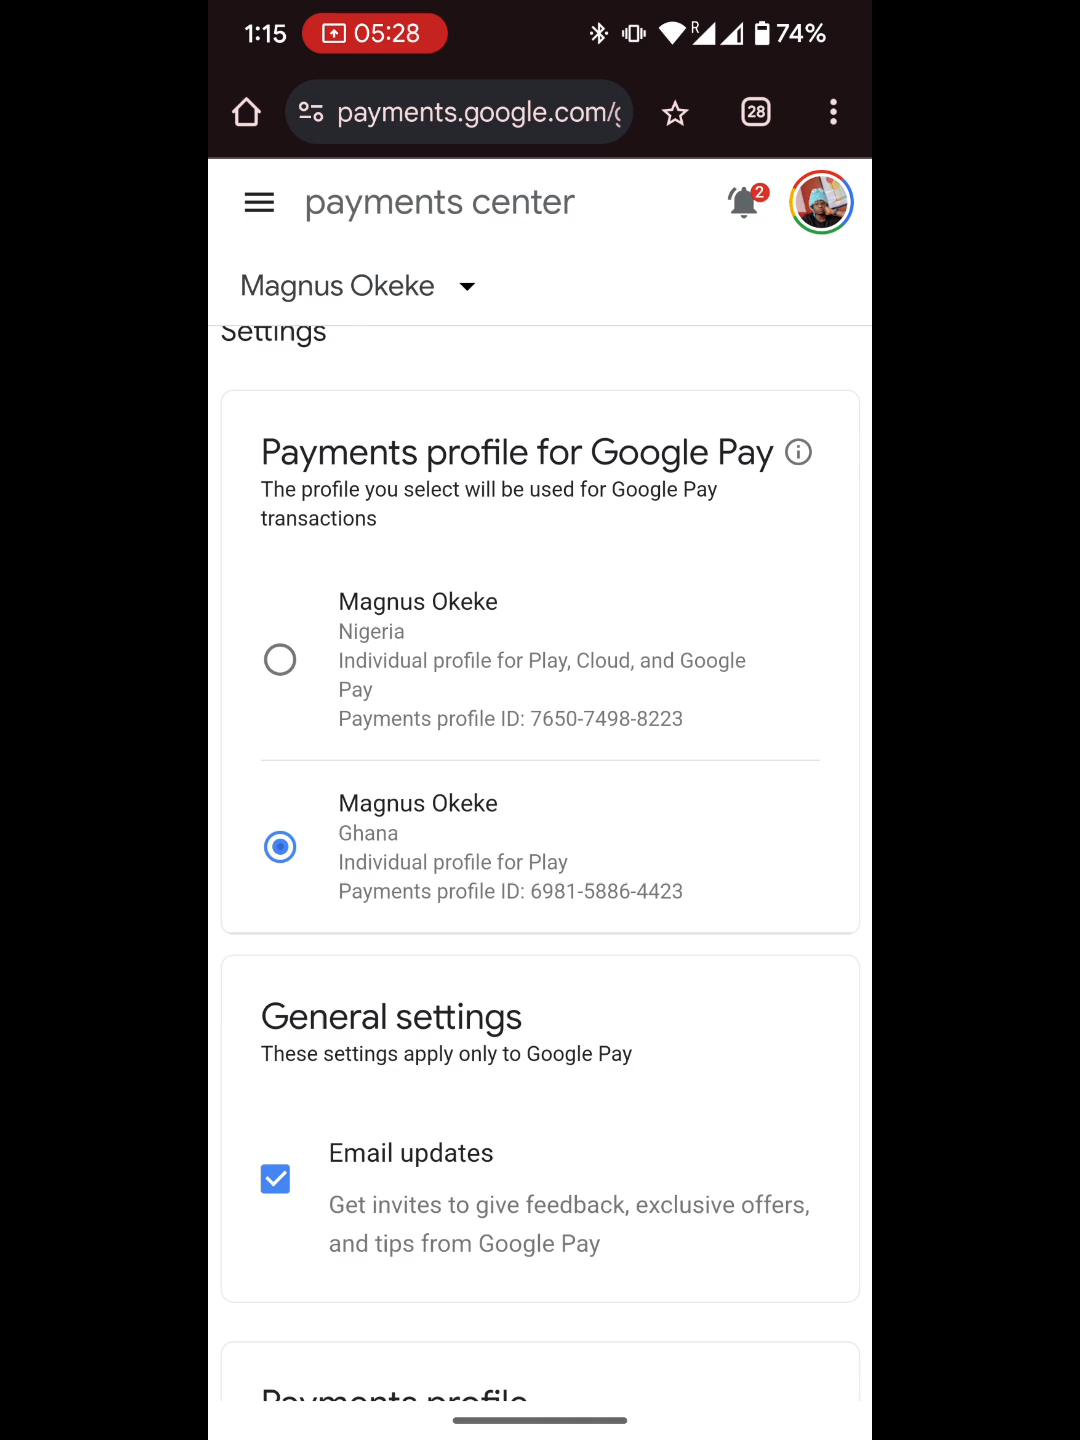 1:15 05:28 R 74%
payments.google.com/g 28
payments center 2
Magnus Okeke
Settings
Payments profile for Google Pay
The profile you select will be used for Google Pay
transactions
Magnus Okeke
Nigeria
Individual profile for Play, Cloud, and Google
Pay
Payments profile ID: 7650-7498-8223
Magnus Okeke
Ghana
Individual profile for Play
Payments profile ID: 6981-5886-4423
General settings
These settings apply only to Google Pay
Email updates
Get invites to give feedback, exclusive offers,
and tips from Google Pay
Payments profile